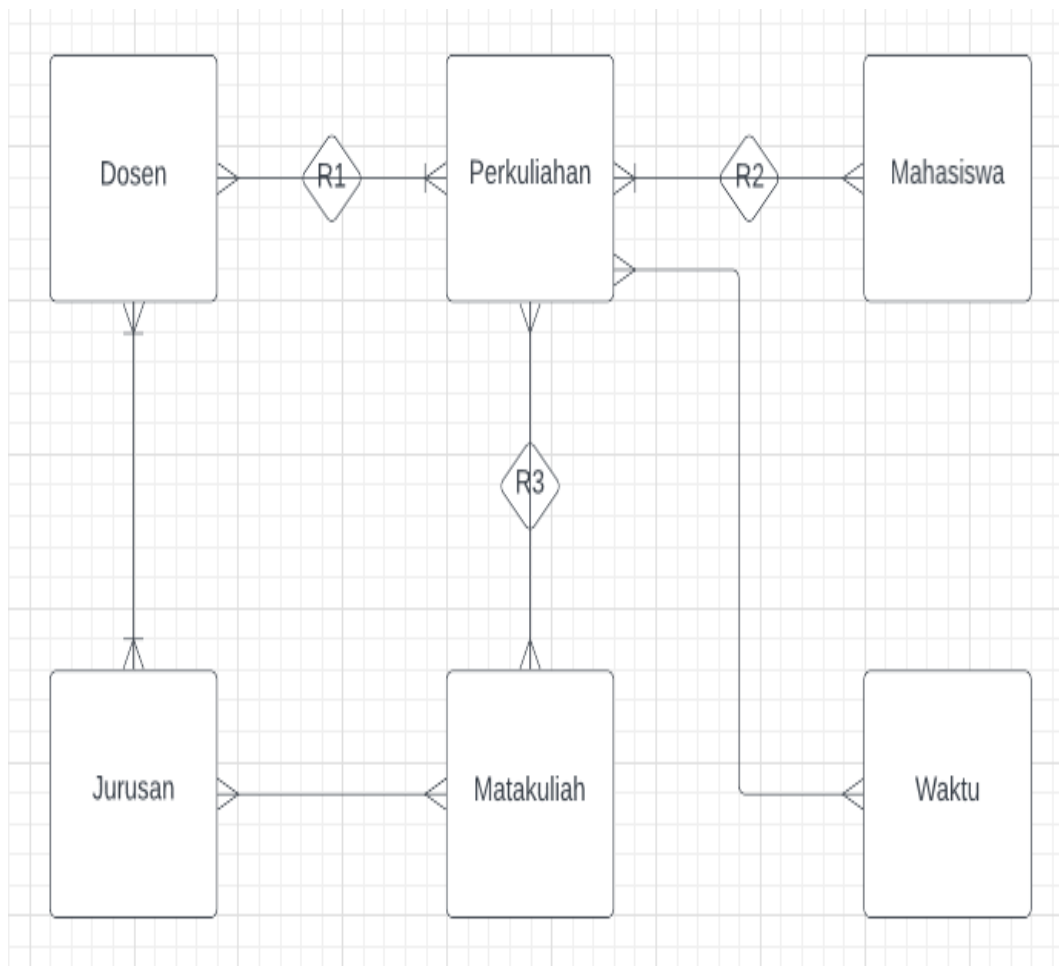 Dosen
R1
Perkuliahan
R2
Mahasiswa
R3
Jurusan
Matakuliah
Waktu